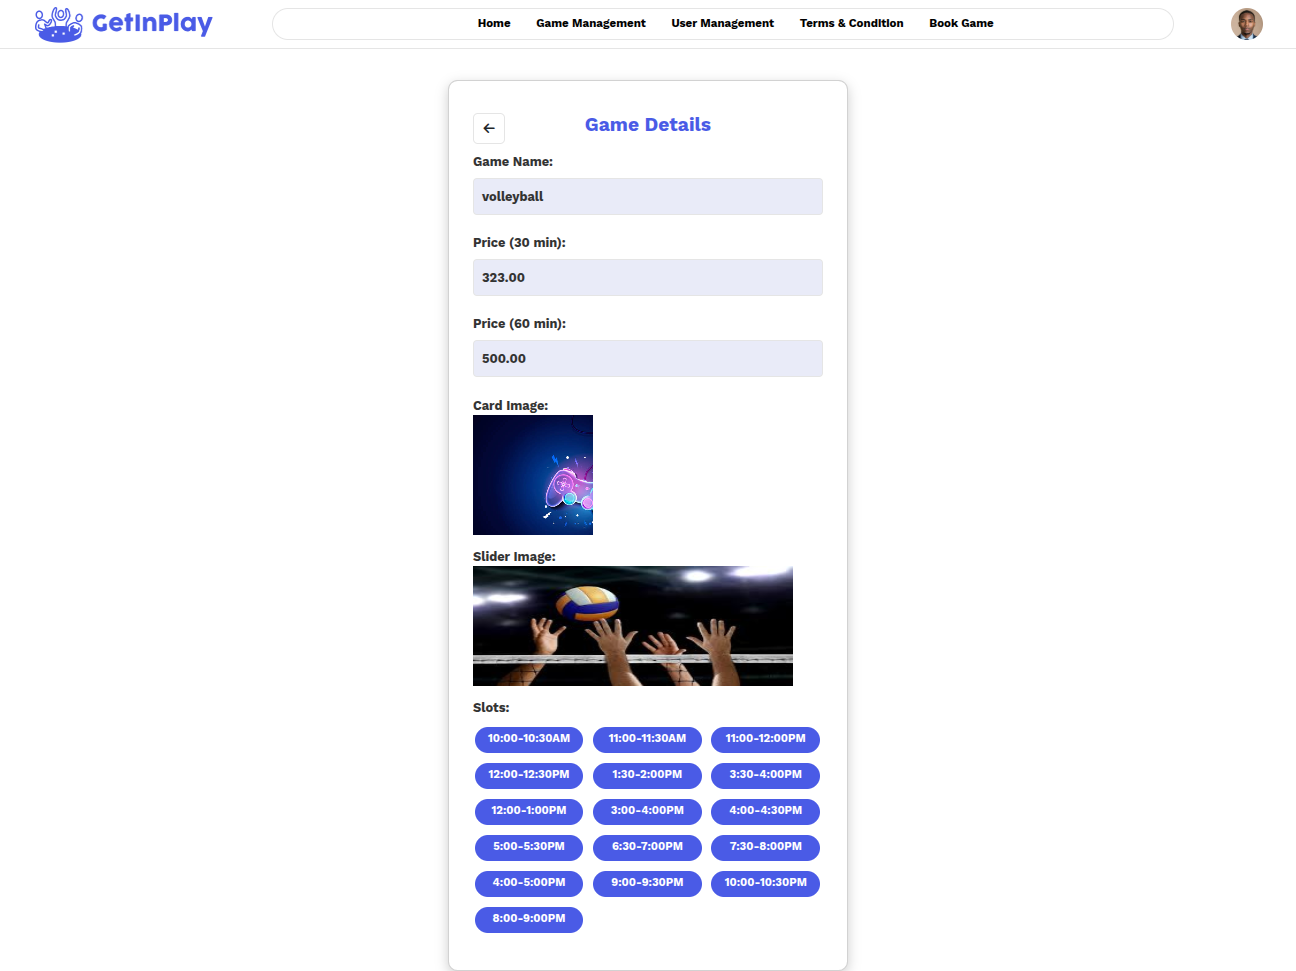 GetInPlay
Home Game Management User Management Terms & Condition Book Game
Game Details
Game Name:
volleyball
Price (30 min):
323.00
Price (60 min):
500.00
Card Image:
Slider Image:
Slots:
10:00-10:30AM 11:00-11:30AM 11:00-12:00PM
12:00-12:30PM 1:30-2:00PM 3:30-4:00PM
12:00-1:00PM 3:00-4:00PM 4:00-4:30PM
5:00-5:30PM 6:30-7:00PM 7:30-8:00PM
4:00-5:00PM 9:00-9:30PM 10:00-10:30PM
8:00-9:00PM